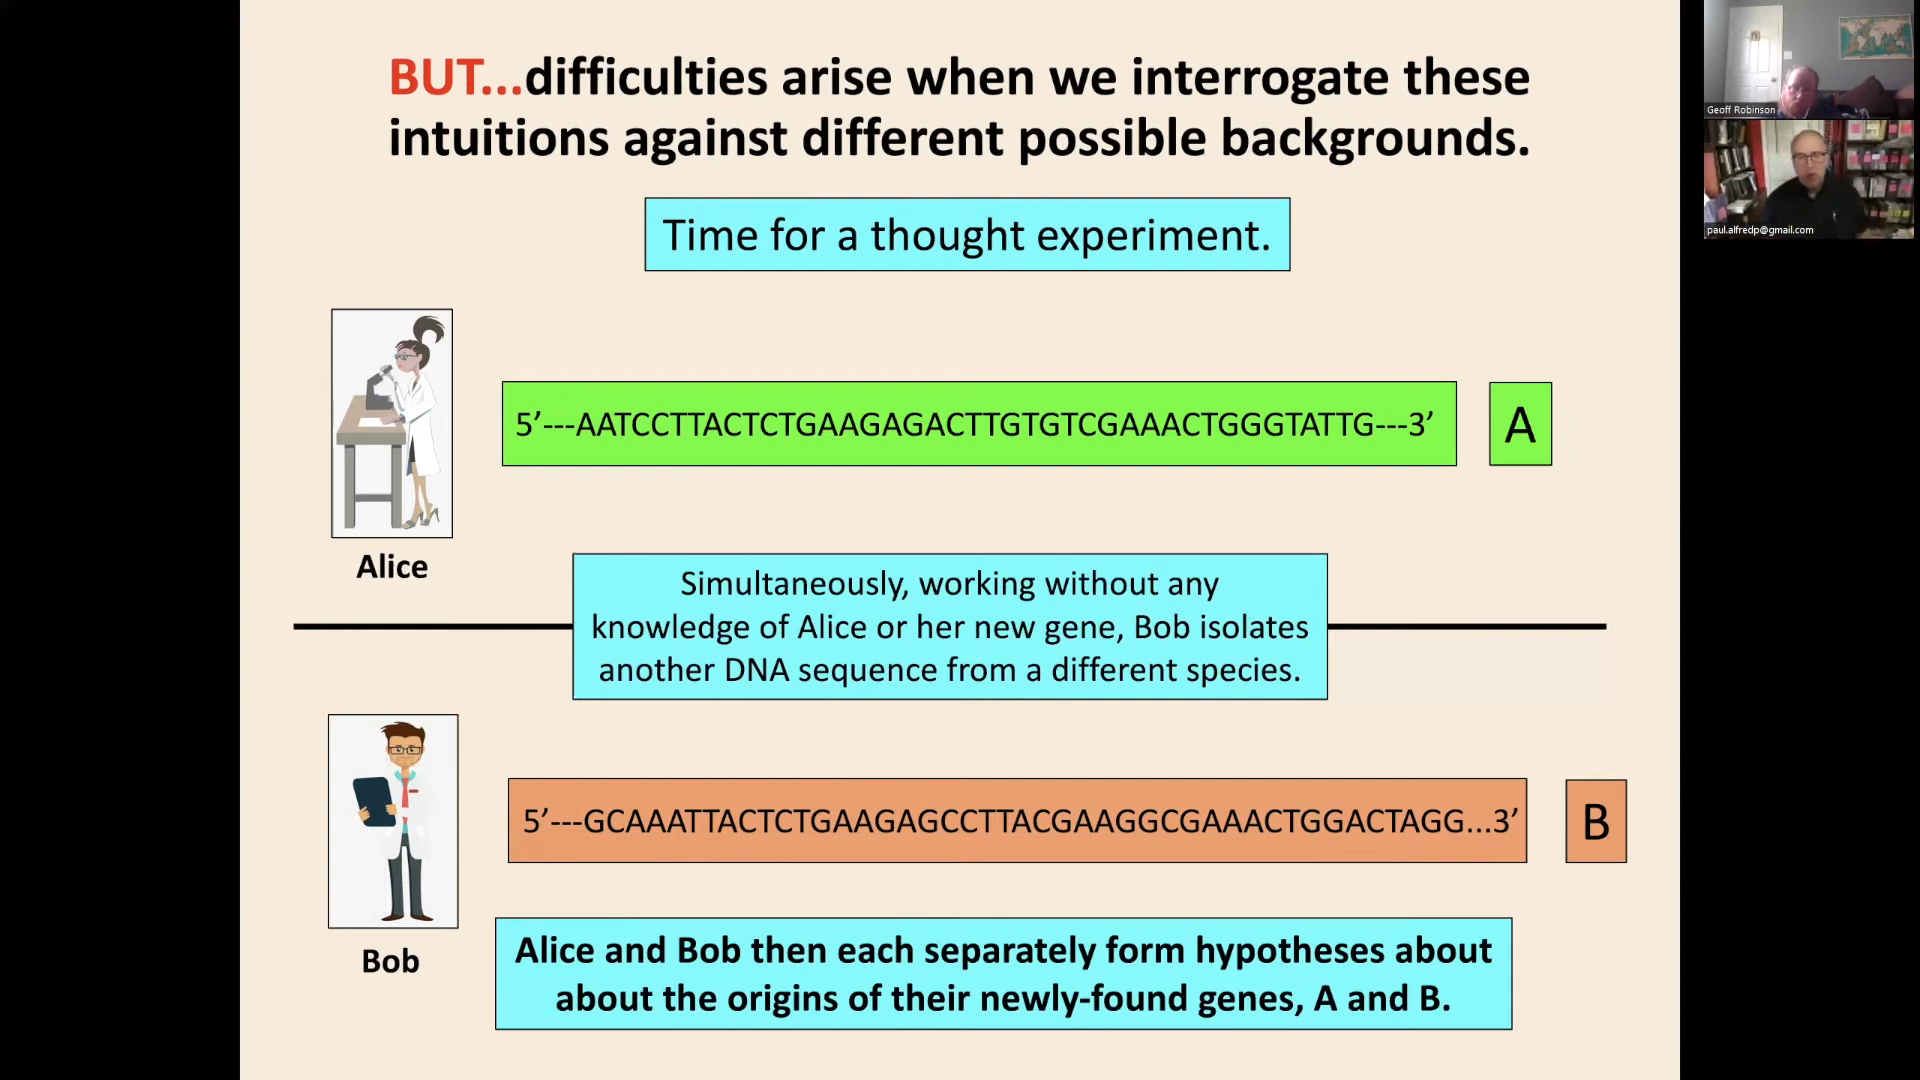 BUT...difficulties arise when we interrogate these
intuitions against different possible backgrounds.
Time for a thought experiment.
5’---AATCCTTACTCTGAAGAGACTTGTGTCGAAACTGGGTATTG---3’
A
Alice
Simultaneously, working without any
knowledge of Alice or her new gene, Bob isolates
another DNA sequence from a different species.
5’---GCAAATTACTCTGAAGAGCCTTACGAAGGCGAAACTGGACTAGG...3’
B
Bob
Alice and Bob then each separately form hypotheses about
about the origins of their newly-found genes, A and B.
Geoff Robinson
paul.alfredp@gmail.com